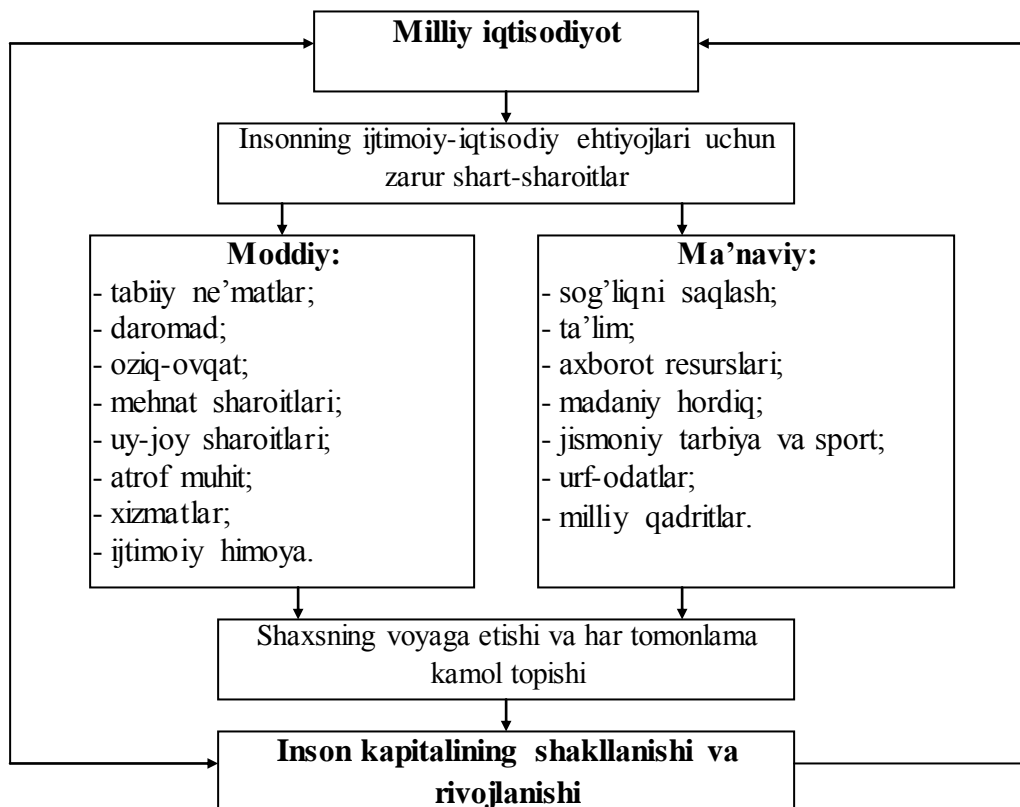 Milliy iqtisodiyot
Insonning ijtimoiy-iqtisodiy ehtiyojlari uchun
zarur shart-sharoitlar
Moddiy:
- tabiiy ne’matlar;
- daromad;
- oziq-ovqat;
- mehnat sharoitlari;
- uy-joy sharoitlari;
- atrof muhit;
- xizmatlar;
- ijtimoiy himoya.
Ma’naviy:
- sog’liqni saqlash;
- ta’lim;
- axborot resurslari;
- madaniy hordiq;
- jismoniy tarbiya va sport;
- urf-odatlar;
- milliy qadritlar.
Shaxsning voyaga etishi va har tomonlama
kamol topishi
Inson kapitalining shakllanishi va
rivojlanishi